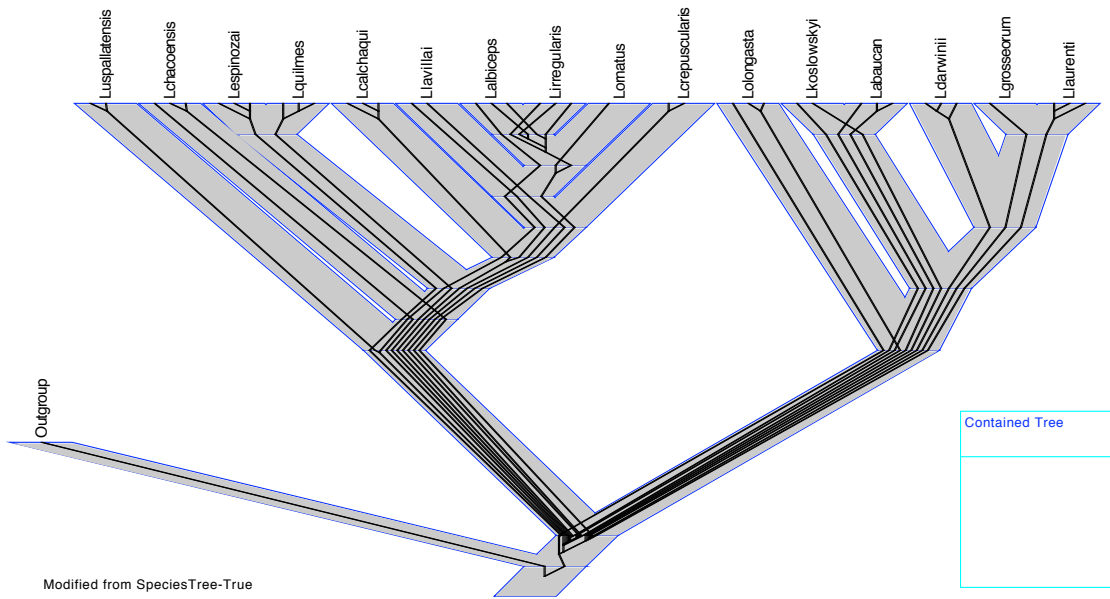 Luspallatensis
Lchacoensis
Lespinozai
Lquilmes
Lcalchaqui
Llavillai
Lalbiceps
Lirregularis
Lornatus
Lorepuscularis
Lolongasta
Lkoslowskyi
Labaucan
Ldarwinii
Lgrosseorum
Llaurenti
Outgroup
Contained Tree
Modified from SpeciesTree-True